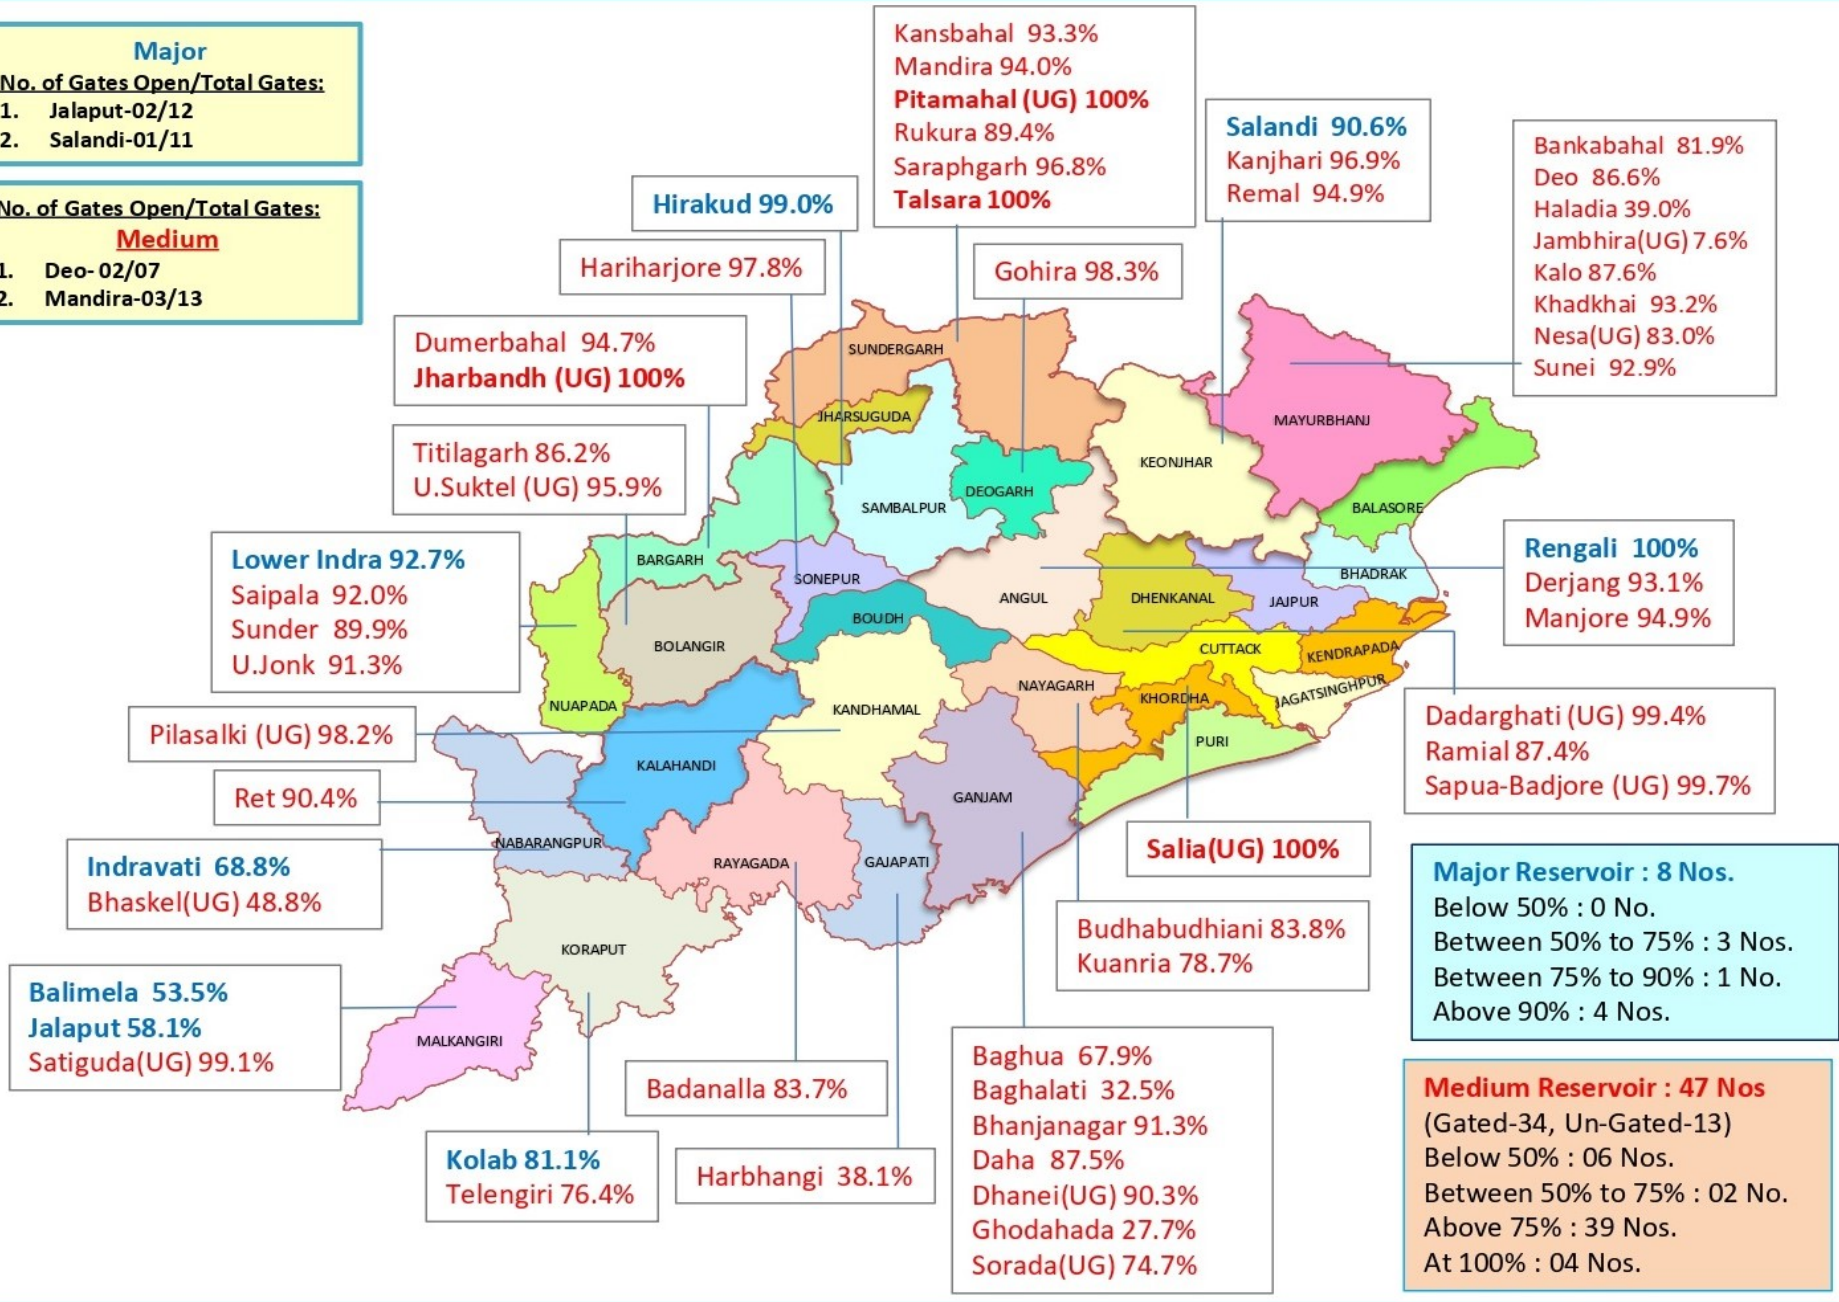 Major
No. of Gates Open/Total Gates:
1. Jalaput-02/12
2. Salandi-01/11
No. of Gates Open/Total Gates:
Medium
1. Deo- 02/07
2. Mandira-03/13
Kansbahal 93.3%
Mandira 94.0%
Pitamahal (UG) 100%
Rukura 89.4%
Saraphgarh 96.8%
Talsara 100%
Salandi 90.6%
Kanjhari 96.9%
Remal 94.9%
Bankabahal 81.9%
Deo 86.6%
Haladia 39.0%
Jambhira(UG) 7.6%
Kalo 87.6%
Khadkhai 93.2%
Nesa(UG) 83.0%
Sunei 92.9%
Hirakud 99.0%
Hariharjore 97.8%
Gohira 98.3%
Dumerbahal 94.7%
Jharbandh (UG) 100%
Titilagarh 86.2%
U.Suktel (UG) 95.9%
Lower Indra 92.7%
Saipala 92.0%
Sunder 89.9%
U.Jonk 91.3%
Pilasalki (UG) 98.2%
Ret 90.4%
Indravati 68.8%
Bhaskel(UG) 48.8%
Balimela 53.5%
Jalaput 58.1%
Satiguda(UG) 99.1%
SUNDERGARH
JHARSUGUDA
SAMBALPUR
DEOGARH
KEONJHAR
MAYURBHANJ
BALASORE
BHADRAK
BARGARH
SONEPUR
ANGUL
DHENKANAL
JAJPUR
BOUDH
BOLANGIR
CUTTACK
KENDRAPADA
JAGATSINGHPUR
NUAPADA
KANDHAMAL
NAYAGARH
KHORDHA
PURI
KALAHANDI
GANJAM
NABARANGPUR
RAYAGADA
GAJAPATI
KORAPUT
MALKANGIRI
Rengali 100%
Derjang 93.1%
Manjore 94.9%
Dadarghati (UG) 99.4%
Ramial 87.4%
Sapua-Badjore (UG) 99.7%
Salia(UG) 100%
Budhabudhiani 83.8%
Kuanria 78.7%
Badanalla 83.7%
Kolab 81.1%
Telengiri 76.4%
Harbhangi 38.1%
Baghua 67.9%
Baghalati 32.5%
Bhanjanagar 91.3%
Daha 87.5%
Dhanei(UG) 90.3%
Ghodahada 27.7%
Sorada(UG) 74.7%
Major Reservoir : 8 Nos.
Below 50% : 0 No.
Between 50% to 75% : 3 Nos.
Between 75% to 90% : 1 No.
Above 90% : 4 Nos.
Medium Reservoir : 47 Nos
(Gated-34, Un-Gated-13)
Below 50% : 06 Nos.
Between 50% to 75% : 02 No.
Above 75% : 39 Nos.
At 100% : 04 Nos.